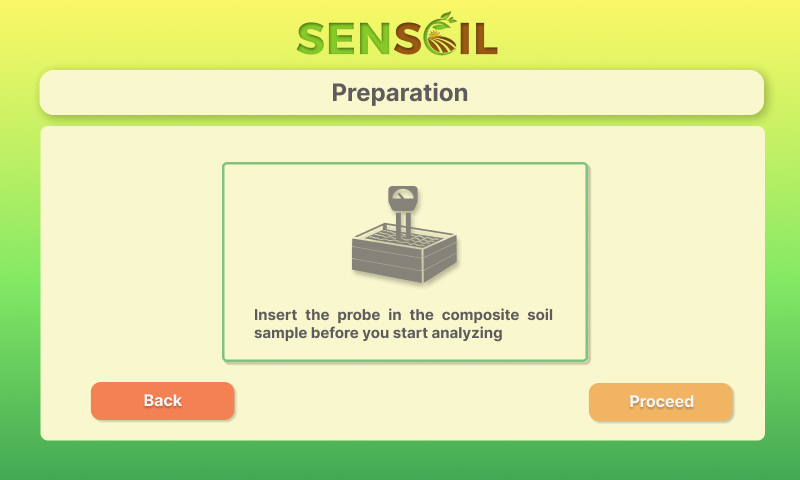 SENSOIL
Preparation
Insert the probe in the composite soil
sample before you start analyzing
Back
Proceed